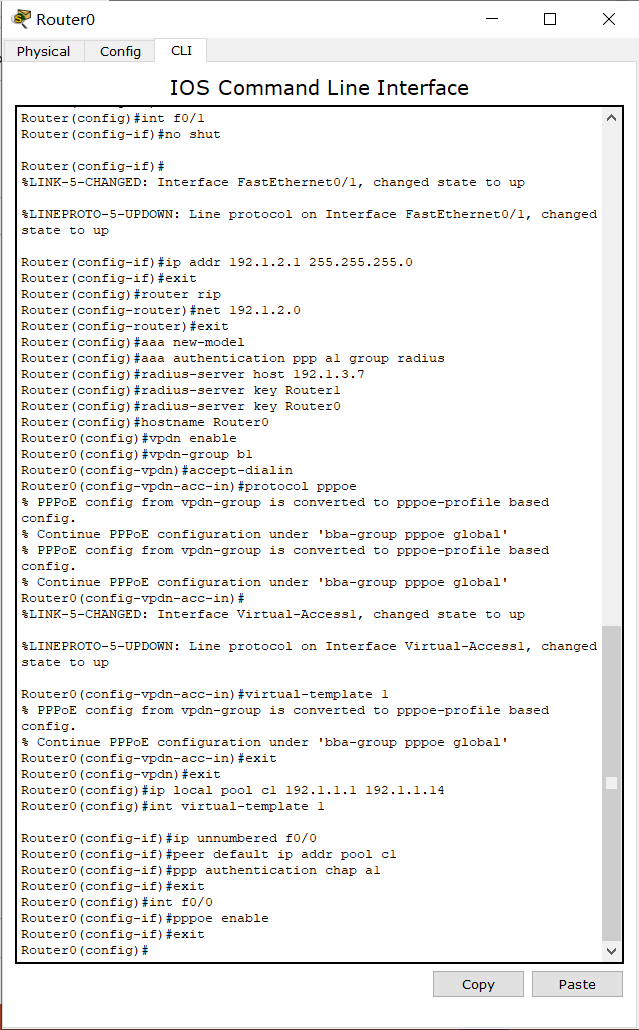 Router0
Physical
Config
CLI
IOS Command Line Interface
Router(config)#int f0/1
Router(config-if)#no shut
Router(config-if)#
%LINK-5-CHANGED: Interface FastEthernet0/1, changed state to up
%LINEPROTO-5-UPDOWN: Line protocol on Interface FastEthernet0/1, changed
state to up
Router(config-if)#ip addr 192.1.2.1 255.255.255.0
Router(config-if)#exit
Router(config)#router rip
Router(config-router)#net 192.1.2.0
Router(config-router)#exit
Router(config)#aaa new-model
Router(config)#aaa authentication ppp a1 group radius
Router(config)#radius-server host 192.1.3.7
Router(config)#radius-server key Router1
Router(config)#radius-server key Router0
Router(config)#hostname Router0
Router0(config)#vpdn enable
Router0(config)#vpdn-group b1
Router0(config-vpdn)#accept-dialin
Router0(config-vpdn-acc-in)#protocol pppoe
% PPPoE config from vpdn-group is converted to pppoe-profile based
config.
% Continue PPPoE configuration under 'bba-group pppoe global'
% PPPoE config from vpdn-group is converted to pppoe-profile based
config.
% Continue PPPoE configuration under 'bba-group pppoe global'
Router0(config-vpdn-acc-in)#
%LINK-5-CHANGED: Interface Virtual-Access1, changed state to up
%LINEPROTO-5-UPDOWN: Line protocol on Interface Virtual-Access1, changed
state to up
Router0(config-vpdn-acc-in)#virtual-template 1
% PPPoE config from vpdn-group is converted to pppoe-profile based
config.
% Continue PPPoE configuration under 'bba-group pppoe global'
Router0(config-vpdn-acc-in)#exit
Router0(config-vpdn)#exit
Router0(config)#ip local pool c1 192.1.1.1 192.1.1.14
Router0(config)#int virtual-template 1
Router0(config-if)#ip unnumbered f0/0
Router0(config-if)#peer default ip addr pool c1
Router0(config-if)#ppp authentication chap a1
Router0(config-if)#exit
Router0(config)#int f0/0
Router0(config-if)#pppoe enable
Router0(config-if)#exit
Router0(config)#
Copy
Paste